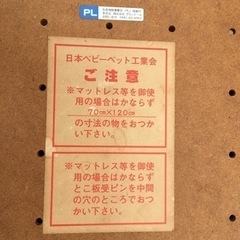 PL
日本ベビーベット工業会
ご注意
※マットレス等を御使
用の場合はかならず
70cm×120cm
の寸法の物をおつか
い下さい。
※マットレス等を御使
用の場合はかならず
とこ板受ピンを中間
の穴のところでおつ
かい下さい。